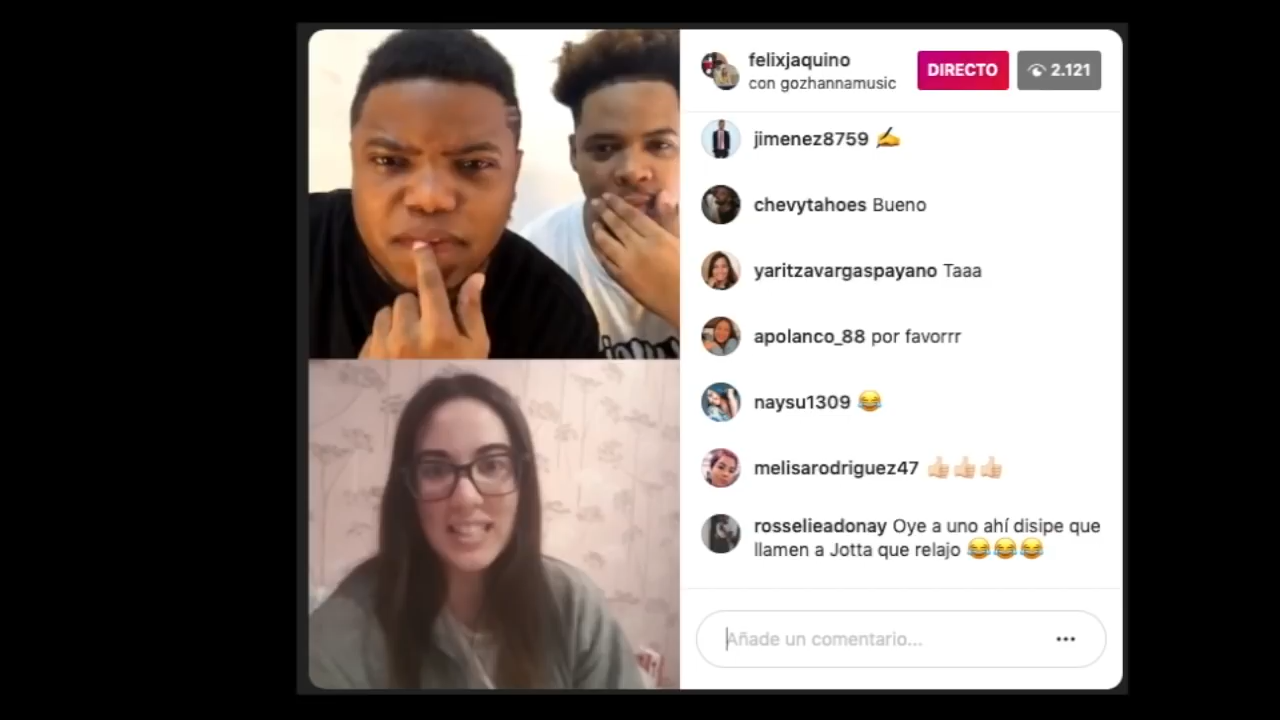 felixjaquino
con gozhannamusic
DIRECTO
2.121
jimenez8759 ✍️
chevytahoes Bueno
yaritzavargaspayano Taaa
apolanco_88 por favorrr
naysu1309 😂
melisarodriguez47 👍🏻👍🏻👍🏻
rosselieadonay Oye a uno ahí disipe que
llamen a Jotta que relajo 😂😂😂
Añade un comentario...